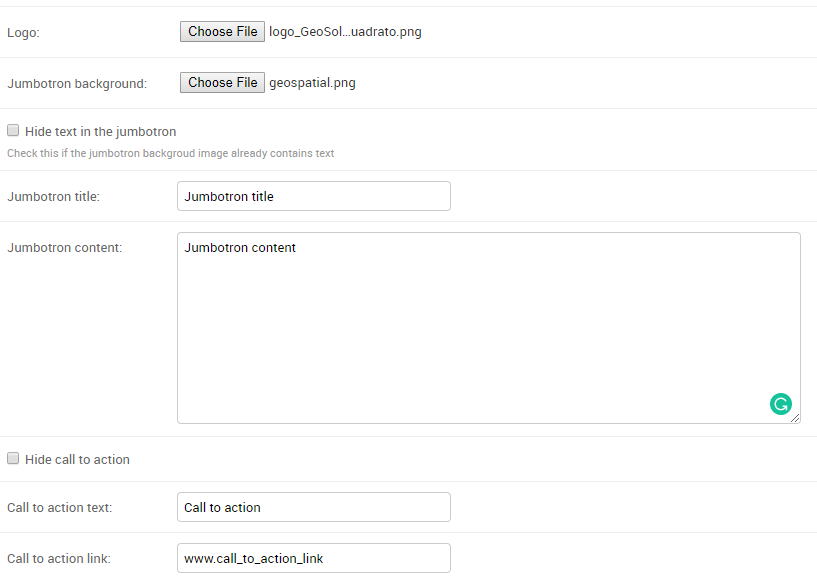 Logo: Choose File logo_GeoSol...uadrato.png
Jumbotron background: Choose File geospatial.png
Hide text in the jumbotron
Check this if the jumbotron backgroud image already contains text
Jumbotron title: Jumbotron title
Jumbotron content: Jumbotron content
Hide call to action
Call to action text: Call to action
Call to action link: www.call_to_action_link